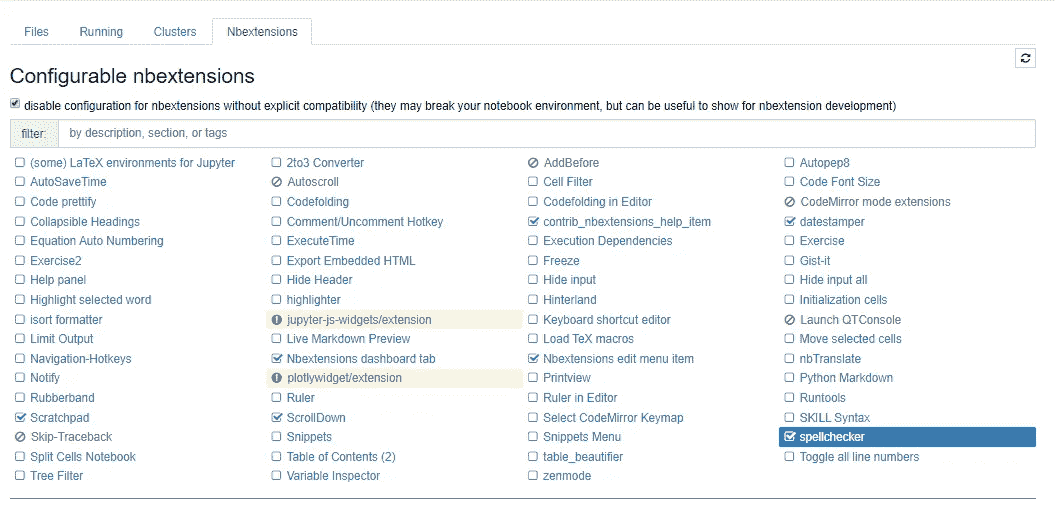 Files Running Clusters Nbextensions
Configurable nbextensions
disable configuration for nbextensions without explicit compatibility (they may break your notebook environment, but can be useful to show for nbextension development)
filter: by description, section, or tags
(some) LaTeX environments for Jupyter 2to3 Converter AddBefore Autopep8
AutoSaveTime Autoscroll Cell Filter Code Font Size
Code prettify Codefolding Codefolding in Editor CodeMirror mode extensions
Collapsible Headings Comment/Uncomment Hotkey contrib_nbextensions_help_item datestamper
Equation Auto Numbering ExecuteTime Execution Dependencies Exercise
Exercise2 Export Embedded HTML Freeze Gist-it
Help panel Hide Header Hide input Hide input all
Highlight selected word highlighter Hinterland Initialization cells
isort formatter jupyter-js-widgets/extension Keyboard shortcut editor Launch QTConsole
Limit Output Live Markdown Preview Load TeX macros Move selected cells
Navigation-Hotkeys Nbextensions dashboard tab Nbextensions edit menu item nbTranslate
Notify plotlywidget/extension Printview Python Markdown
Rubberband Ruler Ruler in Editor Runtools
Scratchpad ScrollDown Select CodeMirror Keymap SKILL Syntax
Skip-Traceback Snippets Snippets Menu spellchecker
Split Cells Notebook Table of Contents (2) table_beautifier Toggle all line numbers
Tree Filter Variable Inspector zenmode